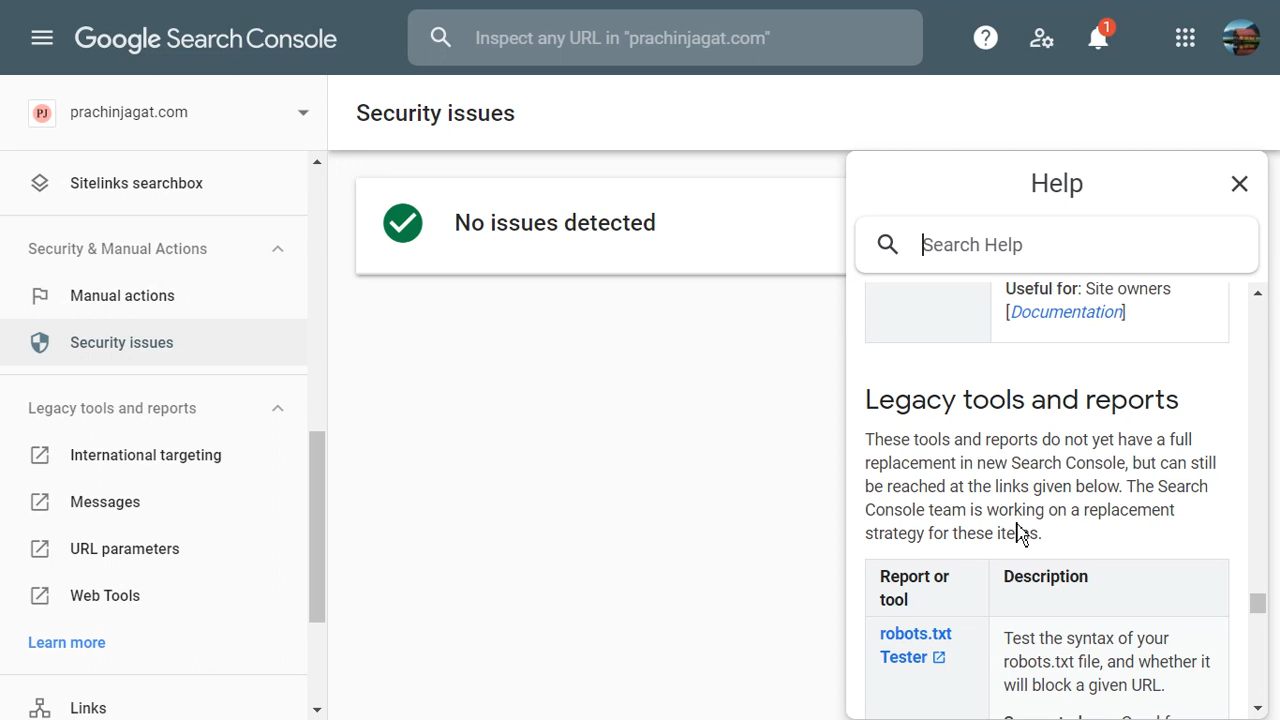 Google Search Console
Inspect any URL in "prachinjagat.com"
1
PJ
prachinjagat.com
Sitelinks searchbox
Security & Manual Actions
Manual actions
Security issues
Legacy tools and reports
International targeting
Messages
URL parameters
Web Tools
Learn more
Links
Security issues
No issues detected
Help
Search Help
Useful for: Site owners
[Documentation]
Legacy tools and reports
These tools and reports do not yet have a full
replacement in new Search Console, but can still
be reached at the links given below. The Search
Console team is working on a replacement
strategy for these items.
Report or
tool
Description
robots.txt
Tester
Test the syntax of your
robots.txt file, and whether it
will block a given URL.